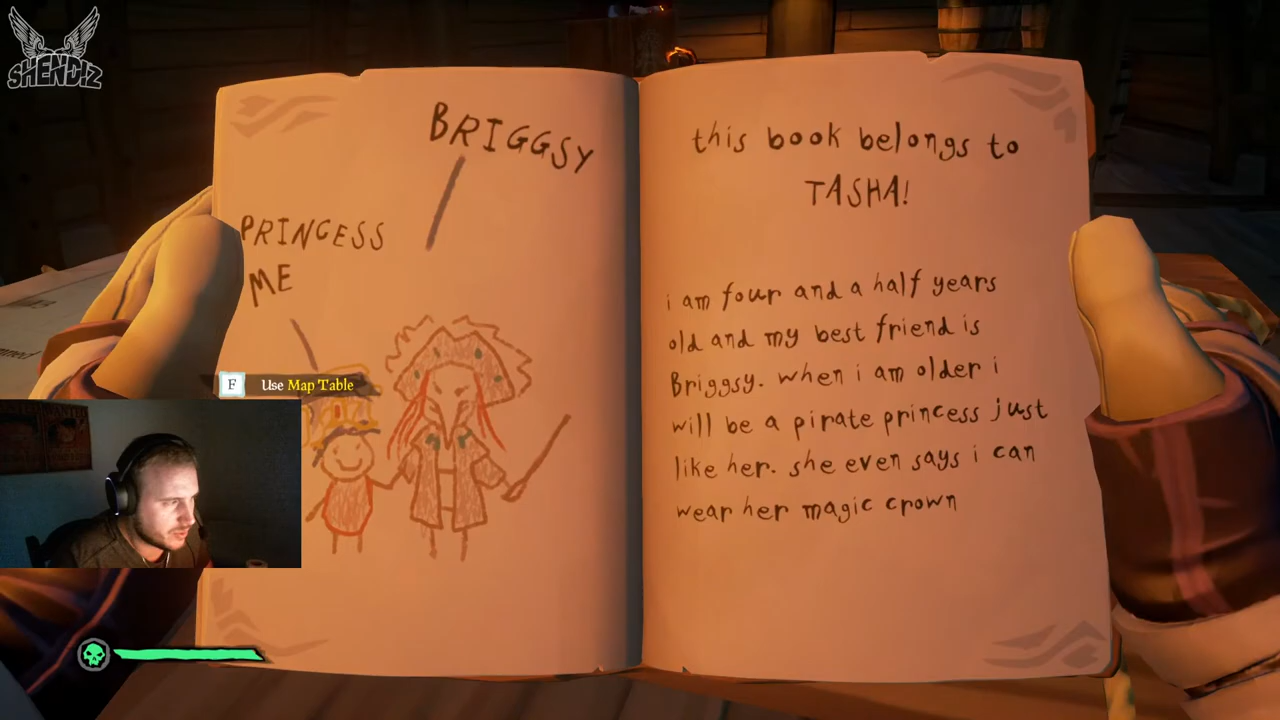 SHENDIZ
BRIGGSY
PRINCESS
ME
F Use Map Table
this book belongs to
TASHA!
i am four and a half years
old and my best friend is
Briggsy. when i am older i
will be a pirate princess just
like her. she even says i can
wear her magic crown